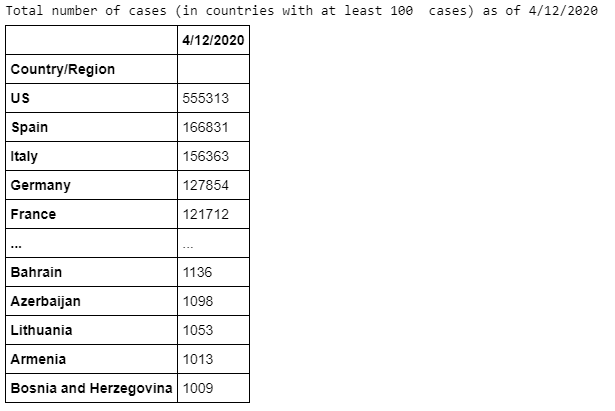 Total number of cases (in countries with at least 100  cases) as of 4/12/2020
4/12/2020
Country/Region
US 555313
Spain 166831
Italy 156363
Germany 127854
France 121712
... ...
Bahrain 1136
Azerbaijan 1098
Lithuania 1053
Armenia 1013
Bosnia and Herzegovina 1009